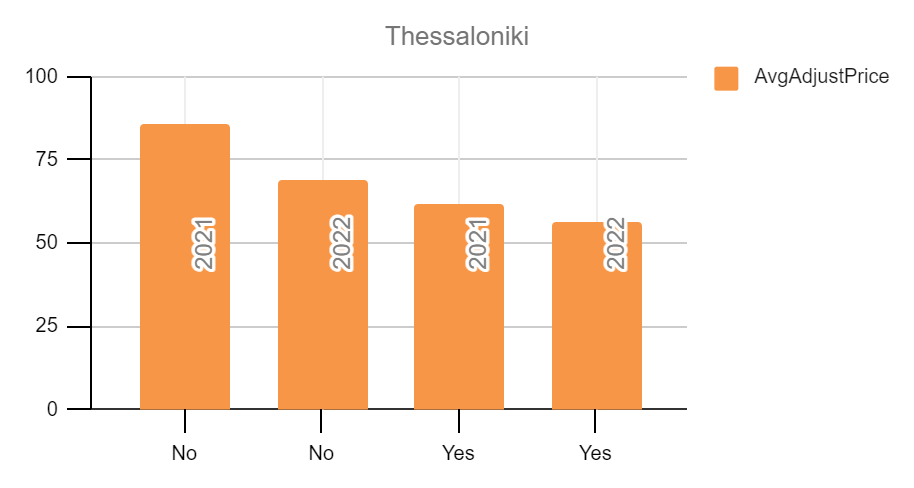 Thessaloniki
AvgAdjustPrice
100
75
50
25
0
2021
2022
2021
2022
No
No
Yes
Yes